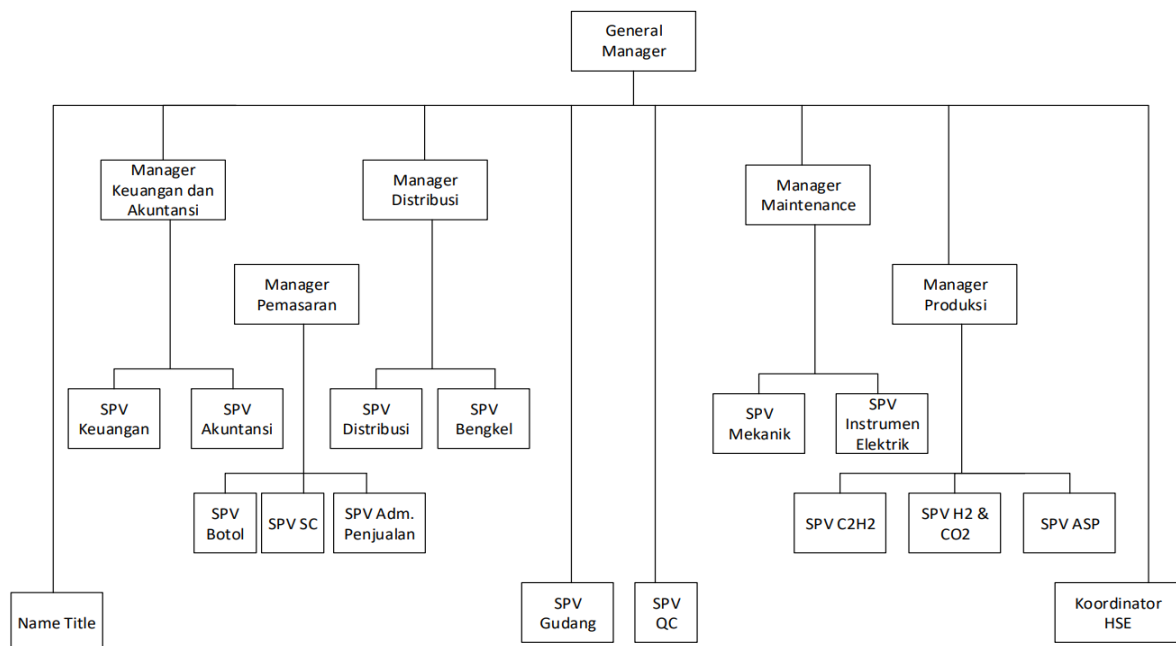 General
Manager
Manager
Keuangan dan
Akuntansi
Manager
Distribusi
Manager
Maintenance
Manager
Pemasaran
Manager
Produksi
SPV
Keuangan
SPV
Akuntansi
SPV
Distribusi
SPV
Bengkel
SPV
Mekanik
SPV
Instrumen
Elektrik
SPV
Botol
SPV SC
SPV Adm.
Penjualan
SPV C2H2
SPV H2 &
CO2
SPV ASP
Name Title
SPV
Gudang
SPV
QC
Koordinator
HSE